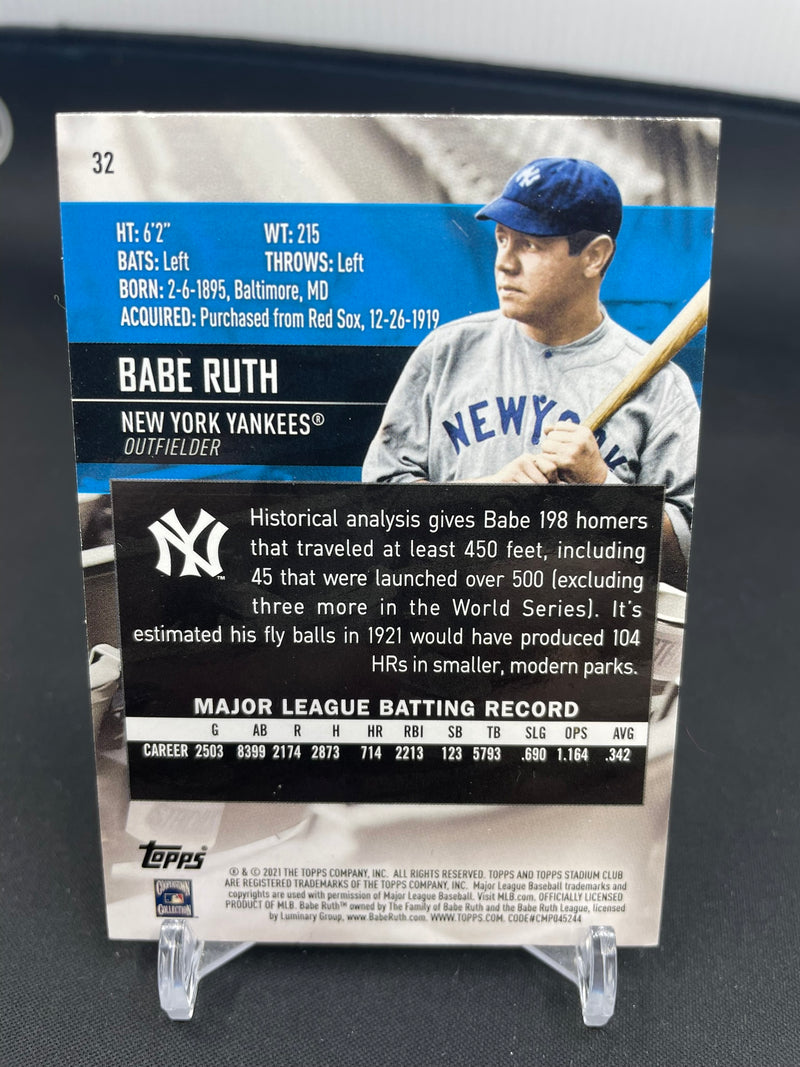 32
HT: 6'2" WT: 215
BATS: Left THROWS: Left
BORN: 2-6-1895, Baltimore, MD
ACQUIRED: Purchased from Red Sox, 12-26-1919
BABE RUTH
NEW YORK YANKEES®
OUTFIELDER
NY
NEWYO K
NY™
Historical analysis gives Babe 198 homers
that traveled at least 450 feet, including
45 that were launched over 500 (excluding
three more in the World Series). It's
estimated his fly balls in 1921 would have produced 104
HRs in smaller, modern parks.
MAJOR LEAGUE BATTING RECORD
G AB R H HR RBI SB TB SLG OPS AVG
CAREER 2503 8399 2174 2873 714 2213 123 5793 .690 1.164 .342
TOPPS®
COOPERSTOWN
COLLECTION
® & © 2021 THE TOPPS COMPANY, INC. ALL RIGHTS RESERVED. TOPPS AND TOPPS STADIUM CLUB
ARE REGISTERED TRADEMARKS OF THE TOPPS COMPANY, INC. Major League Baseball trademarks and
copyrights are used with permission of Major League Baseball. Visit MLB.com. OFFICIALLY LICENSED
PRODUCT OF MLB. Babe Ruth™ owned by The Family of Babe Ruth and the Babe Ruth League, licensed
by Luminary Group, www.BabeRuth.com. WWW.TOPPS.COM. CODE#CMP045244